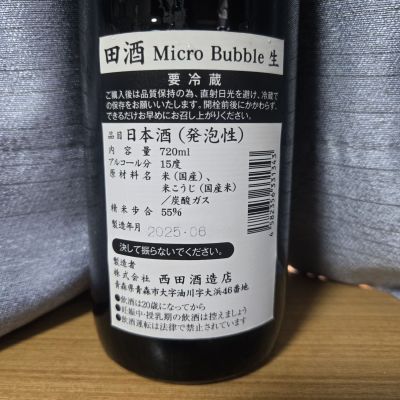 田酒 Micro Bubble 生
要冷蔵
ご購入後は品質保持の為、直射日光を避け、冷蔵で
の保存をお願いいたします。開栓前後にかかわらず、
できるだけお早めにお召し上がりください。
品目 日本酒(発泡性)
内容量 720ml
アルコール分 15度
原材料名 米(国産)、
米こうじ(国産米)
/炭酸ガス
精米歩合 55%
製造年月 2025.06
決して振らないでください。
製造者
株式会社 西田酒造店
青森県青森市大字油川字大浜46番地
●飲酒は20歳になってから
●妊娠中・授乳期の飲酒は控えましょう
●飲酒運転は法律で禁止されています
4 582356 331343